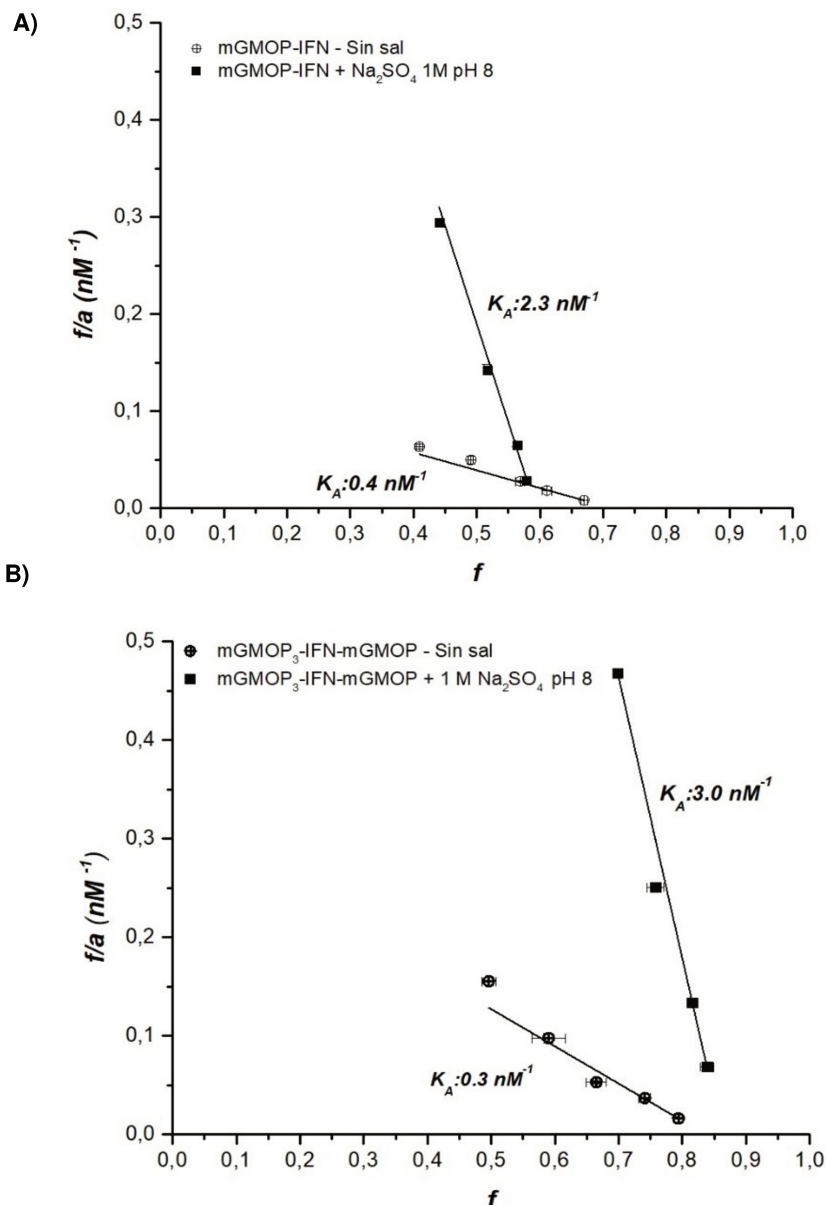 A)
0,5
mGMOP-IFN - Sin sal
mGMOP-IFN + Na₂SO₄ 1M pH 8
0,4
0,3
f/a (nM⁻¹)
K_A:2.3 nM⁻¹
0,2
0,1
K_A:0.4 nM⁻¹
0,0
0,0 0,1 0,2 0,3 0,4 0,5 0,6 0,7 0,8 0,9 1,0
f
B)
0,5
mGMOP₃-IFN-mGMOP - Sin sal
mGMOP₃-IFN-mGMOP + 1 M Na₂SO₄ pH 8
0,4
K_A:3.0 nM⁻¹
0,3
f/a (nM⁻¹)
0,2
0,1
K_A:0.3 nM⁻¹
0,0
0,0 0,1 0,2 0,3 0,4 0,5 0,6 0,7 0,8 0,9 1,0
f